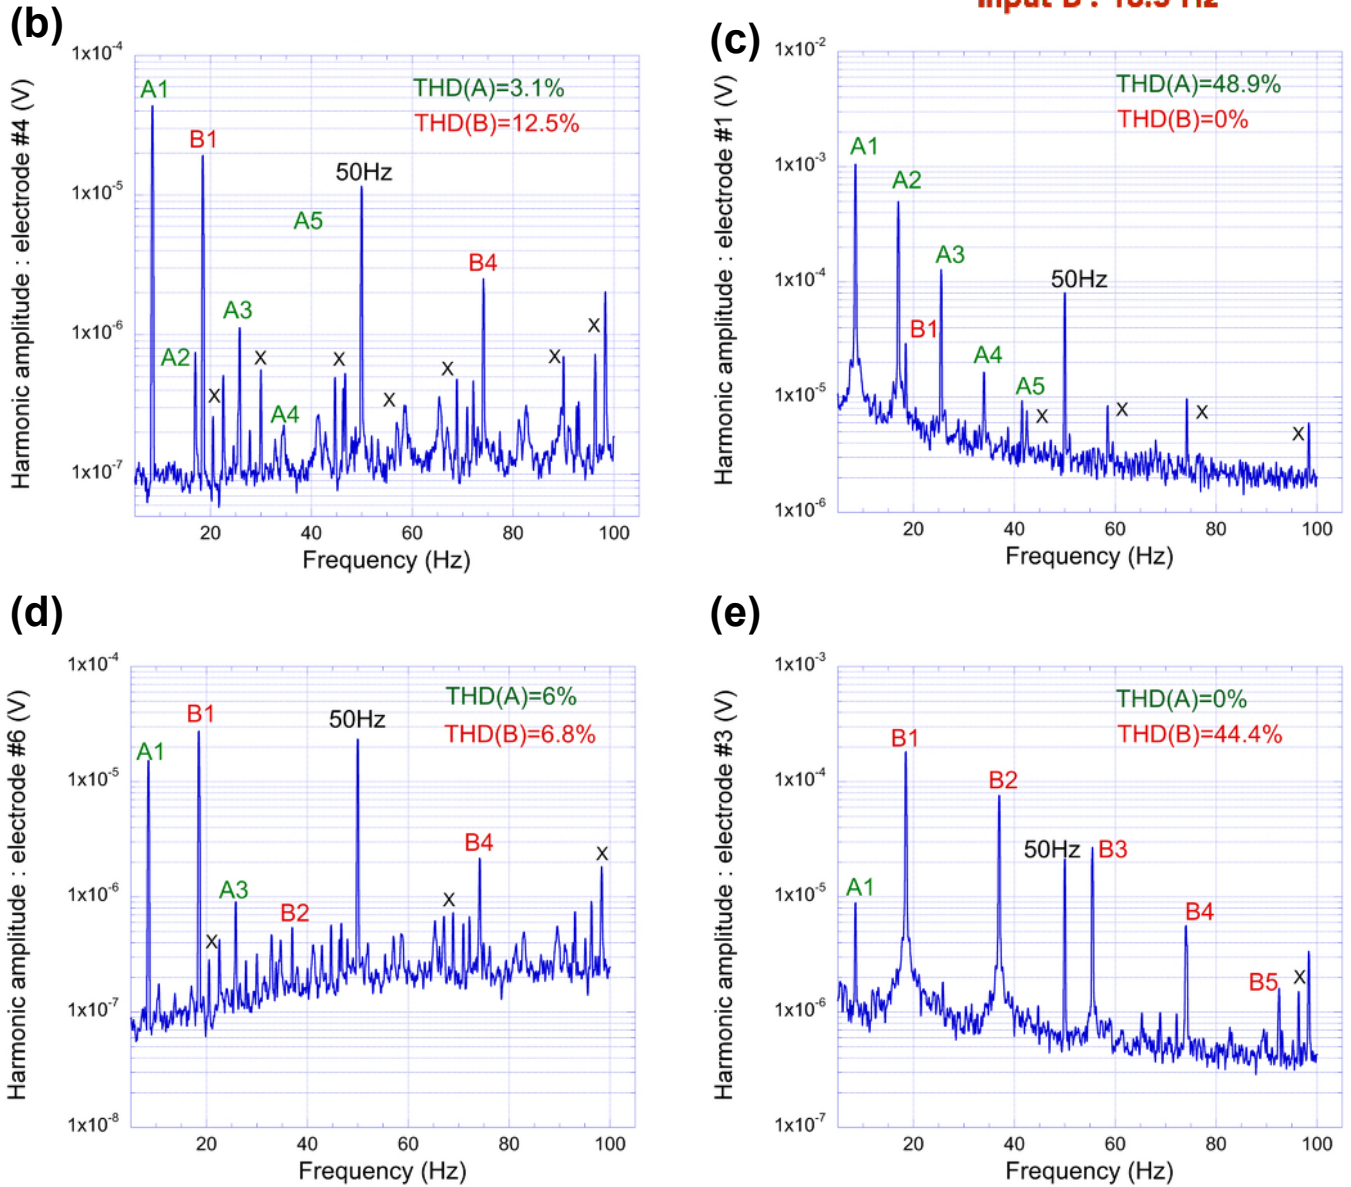 Input B : 18.5 Hz
(b)
1x10-4
1x10-5
1x10-6
1x10-7
Harmonic amplitude : electrode #4 (V)
THD(A)=3.1%
THD(B)=12.5%
A1
B1
50Hz
A5
B4
A3
A2
A4
X
X
X
X
X
X
X
20
40
60
80
100
Frequency (Hz)
(c)
1x10-2
1x10-3
1x10-4
1x10-5
1x10-6
Harmonic amplitude : electrode #1 (V)
THD(A)=48.9%
THD(B)=0%
A1
A2
A3
50Hz
B1
A4
A5
X
X
X
X
20
40
60
80
100
Frequency (Hz)
(d)
1x10-4
1x10-5
1x10-6
1x10-7
1x10-8
Harmonic amplitude : electrode #6 (V)
THD(A)=6%
THD(B)=6.8%
B1
50Hz
A1
B4
A3
B2
X
X
X
20
40
60
80
100
Frequency (Hz)
(e)
1x10-3
1x10-4
1x10-5
1x10-6
1x10-7
Harmonic amplitude : electrode #3 (V)
THD(A)=0%
THD(B)=44.4%
B1
B2
50Hz
B3
A1
B4
B5
X
20
40
60
80
100
Frequency (Hz)